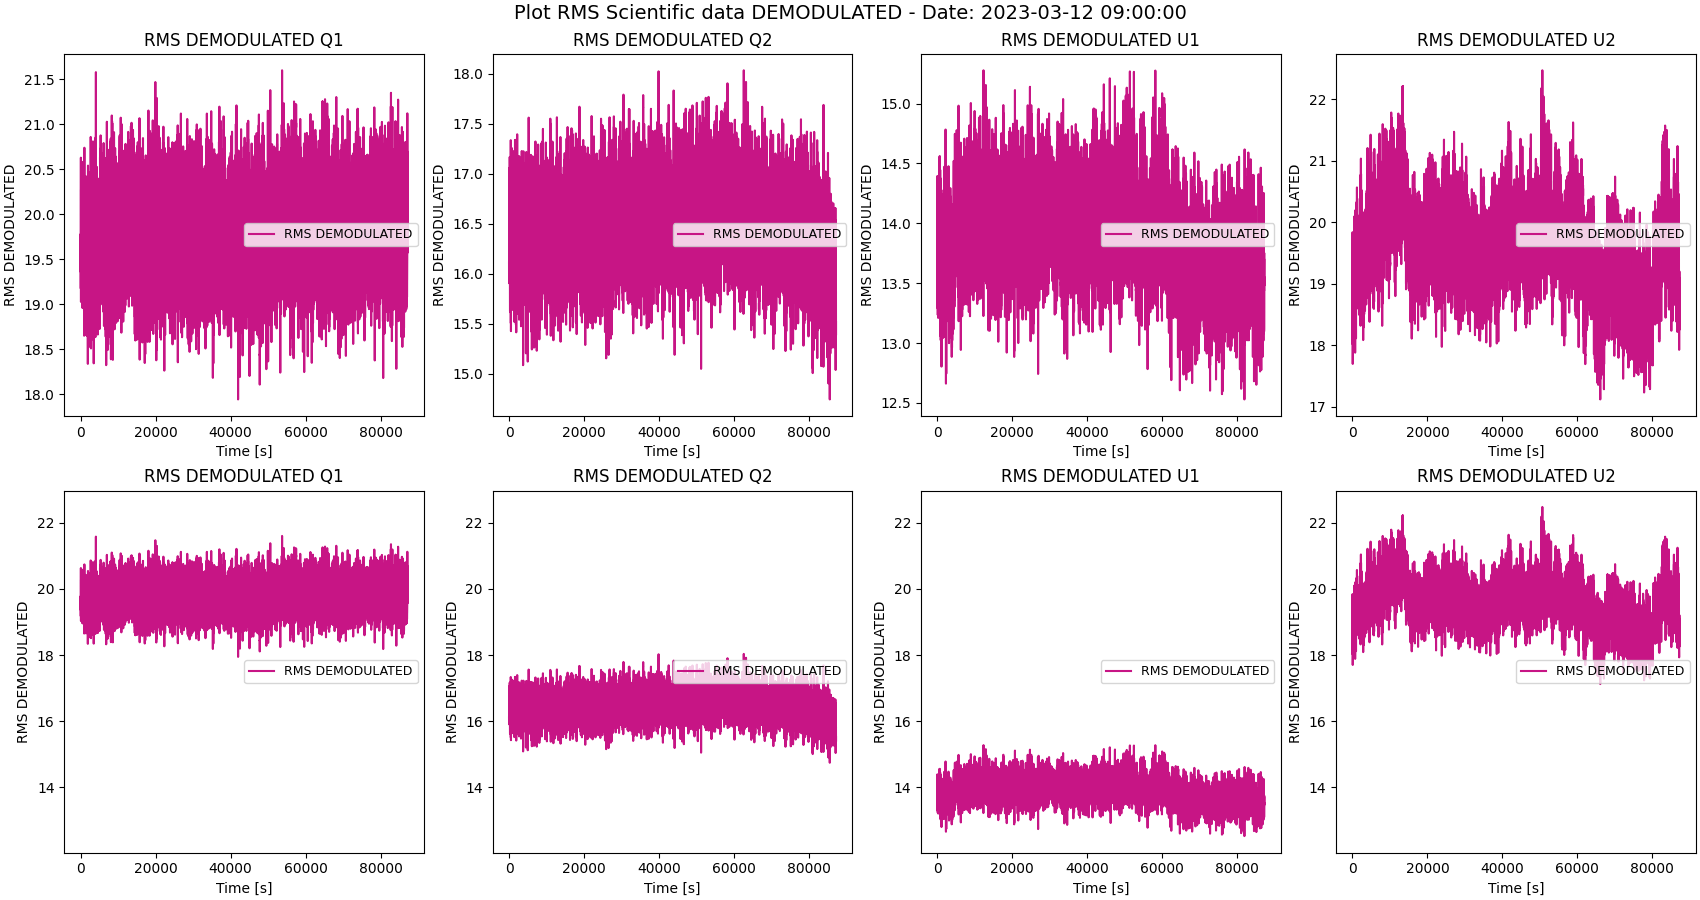 Plot RMS Scientific data DEMODULATED - Date: 2023-03-12 09:00:00
RMS DEMODULATED Q1
RMS DEMODULATED
21.5
21.0
20.5
20.0
19.5
19.0
18.5
18.0
RMS DEMODULATED
0 20000 40000 60000 80000
Time [s]
RMS DEMODULATED Q2
RMS DEMODULATED
18.0
17.5
17.0
16.5
16.0
15.5
15.0
RMS DEMODULATED
0 20000 40000 60000 80000
Time [s]
RMS DEMODULATED U1
RMS DEMODULATED
15.0
14.5
14.0
13.5
13.0
12.5
RMS DEMODULATED
0 20000 40000 60000 80000
Time [s]
RMS DEMODULATED U2
RMS DEMODULATED
22
21
20
19
18
17
RMS DEMODULATED
0 20000 40000 60000 80000
Time [s]
RMS DEMODULATED Q1
RMS DEMODULATED
22
20
18
16
14
RMS DEMODULATED
0 20000 40000 60000 80000
Time [s]
RMS DEMODULATED Q2
RMS DEMODULATED
22
20
18
16
14
RMS DEMODULATED
0 20000 40000 60000 80000
Time [s]
RMS DEMODULATED U1
RMS DEMODULATED
22
20
18
16
14
RMS DEMODULATED
0 20000 40000 60000 80000
Time [s]
RMS DEMODULATED U2
RMS DEMODULATED
22
20
18
16
14
RMS DEMODULATED
0 20000 40000 60000 80000
Time [s]